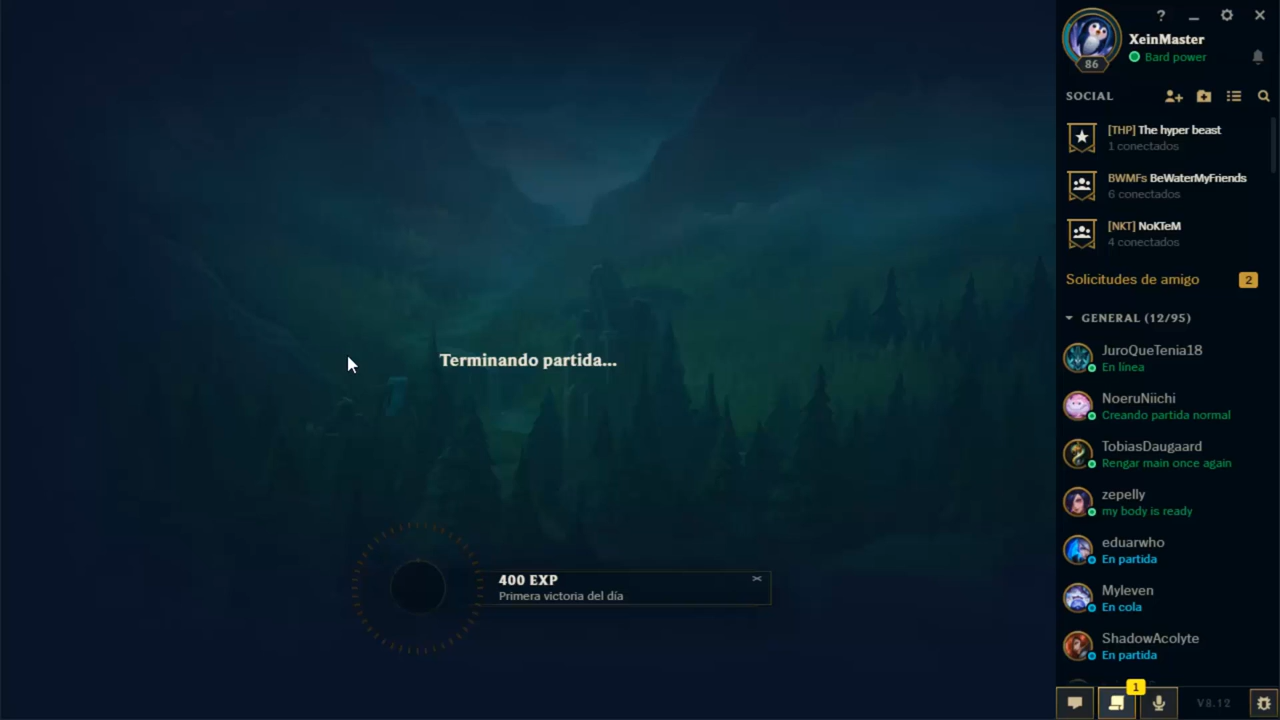 ?
XeinMaster
Bard power
86
SOCIAL
[THP] The hyper beast
1 conectados
BWMFs BeWaterMyFriends
6 conectados
[NKT] NoKTeM
4 conectados
Solicitudes de amigo 2
GENERAL (12/95)
JuroQueTenia18
En línea
NoeruNiichi
Creando partida normal
TobiasDaugaard
Rengar main once again
zepelly
my body is ready
eduarwho
En partida
Myleven
En cola
ShadowAcolyte
En partida
1
V8.12
Terminando partida...
400 EXP
Primera victoria del día